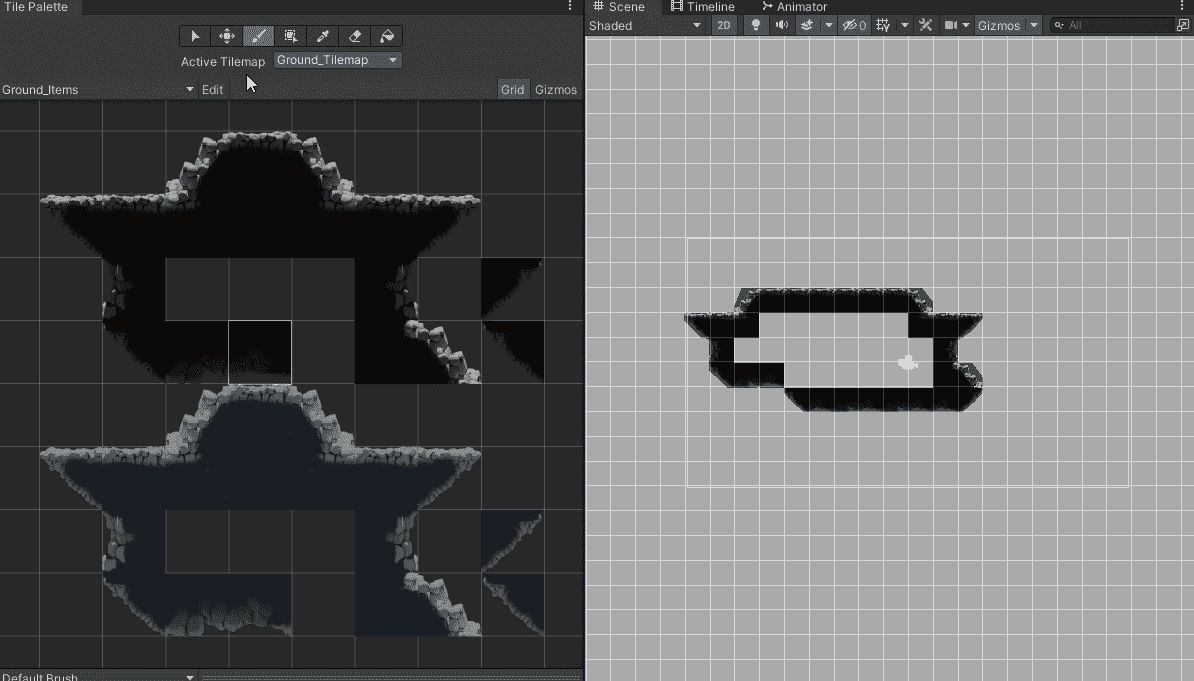 Tile Palette
Scene Timeline Animator
Shaded 2D 0 Gizmos All
Active Tilemap Ground_Tilemap
Ground_Items Edit Grid Gizmos
Default Brush